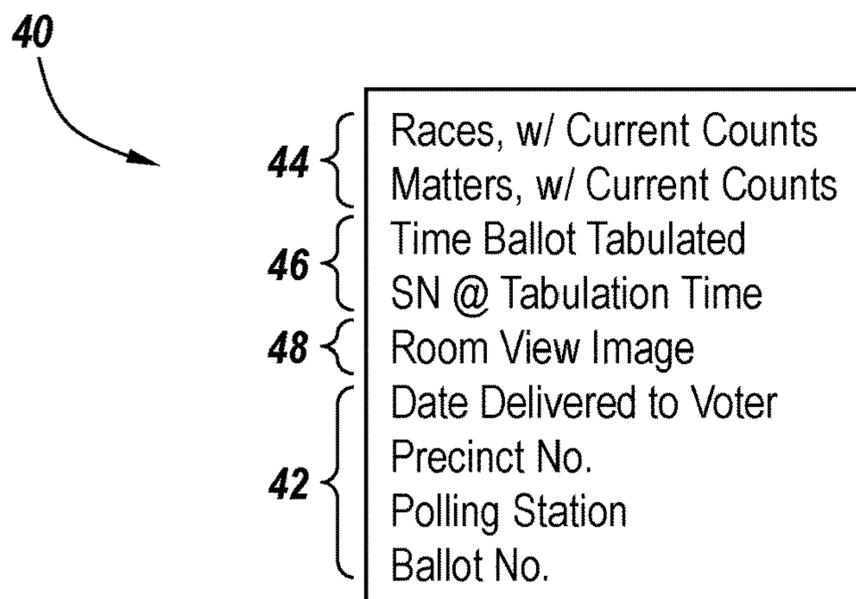 40
44
Races, w/ Current Counts
Matters, w/ Current Counts
46
Time Ballot Tabulated
SN @ Tabulation Time
48
Room View Image
42
Date Delivered to Voter
Precinct No.
Polling Station
Ballot No.